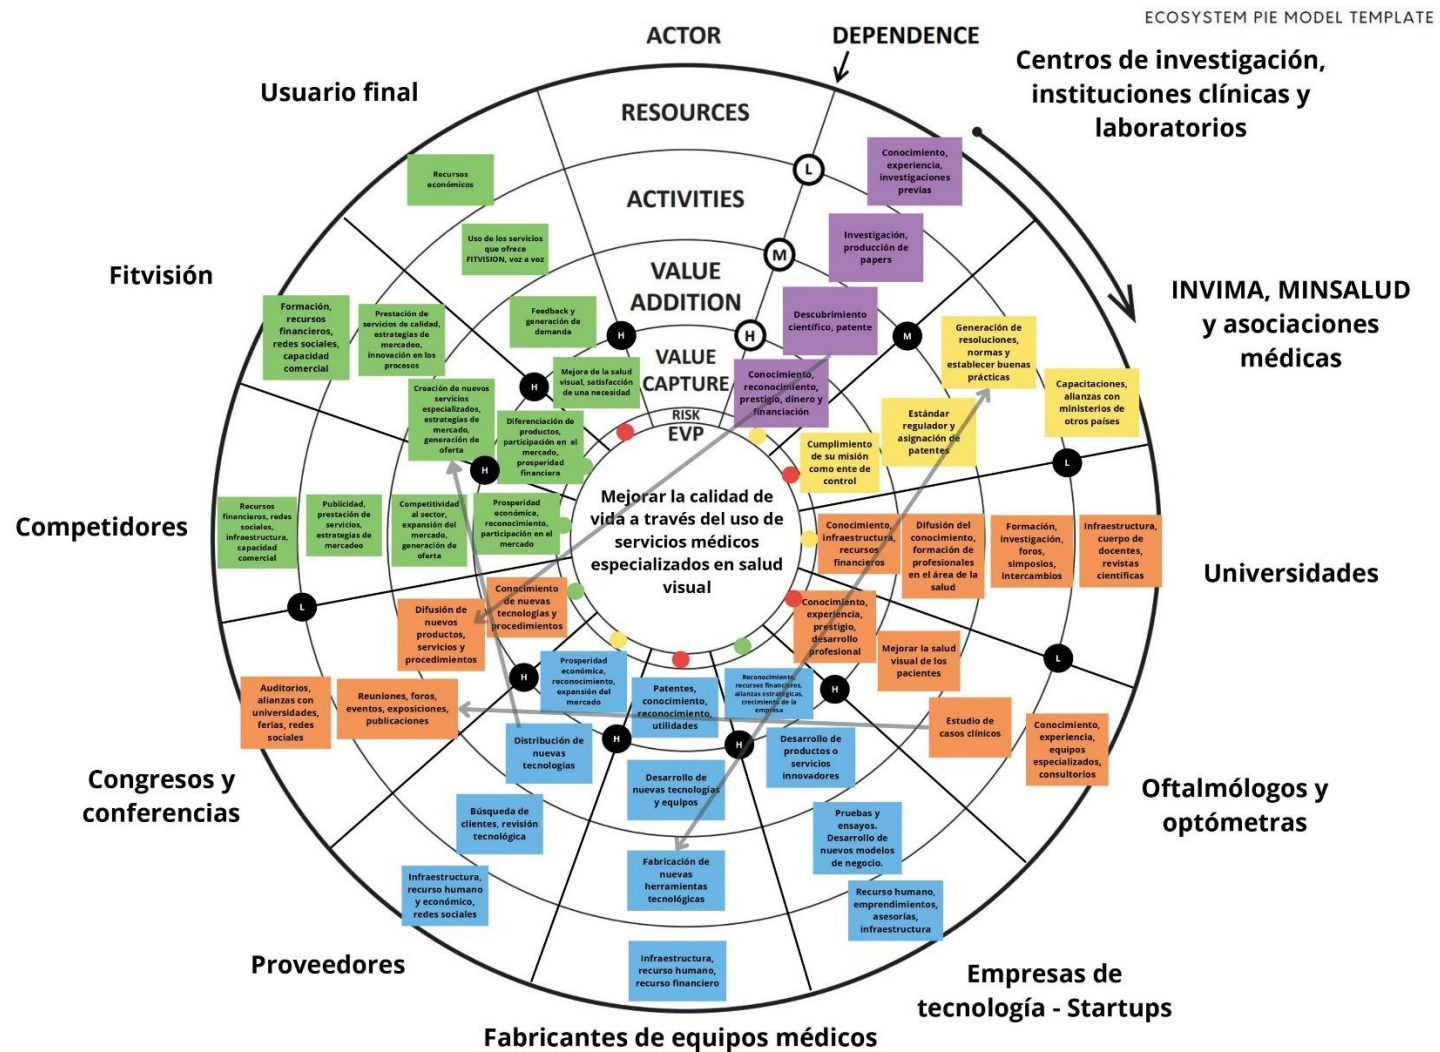 ECOSYSTEM PIE MODEL TEMPLATE
ACTOR
DEPENDENCE
RESOURCES
ACTIVITIES
VALUE
ADDITION
VALUE
CAPTURE
RISK
EVP
L
M
H
Mejorar la calidad de
vida a través del uso de
servicios médicos
especializados en salud
visual
Centros de investigación,
instituciones clínicas y
laboratorios
Conocimiento,
experiencia,
investigaciones
previas
Investigación,
producción de
papers
Descubrimiento
científico, patente
Conocimiento,
reconocimiento,
prestigio, dinero y
financiación
M
INVIMA, MINSALUD
y asociaciones
médicas
Capacitaciones,
alianzas con
ministerios de
otros países
Generación de
resoluciones,
normas y
establecer buenas
prácticas
Estándar
regulador y
asignación de
patentes
Cumplimiento
de su misión
como ente de
control
L
Universidades
Infraestructura,
cuerpo de
docentes,
revistas
científicas
Formación,
investigación,
foros,
simposios,
intercambios
Difusión del
conocimiento,
formación de
profesionales
en el área de la
salud
Conocimiento,
infraestructura,
recursos
financieros
L
Oftalmólogos y
optómetras
Conocimiento,
experiencia,
equipos
especializados,
consultorios
Estudio de
casos clínicos
Mejorar la salud
visual de los
pacientes
Conocimiento,
experiencia,
prestigio,
desarrollo
profesional
H
Empresas de
tecnología - Startups
Recurso humano,
emprendimientos,
asesorías,
infraestructura
Pruebas y
ensayos.
Desarrollo de
nuevos modelos
de negocio.
Desarrollo de
productos o
servicios
innovadores
Reconocimiento,
recursos financieros,
alianzas estratégicas,
crecimiento de la
empresa
H
Fabricantes de equipos médicos
Infraestructura,
recurso humano,
recurso financiero
Fabricación de
nuevas
herramientas
tecnológicas
Desarrollo de
nuevas tecnologías
y equipos
Patentes,
conocimiento,
reconocimiento,
utilidades
H
Proveedores
Infraestructura,
recurso humano
y económico,
redes sociales
Búsqueda de
clientes, revisión
tecnológica
Distribución de
nuevas
tecnologías
Prosperidad
económica,
reconocimiento,
expansión del
mercado
H
Congresos y
conferencias
Auditorios,
alianzas con
universidades,
ferias, redes
sociales
Reuniones, foros,
eventos, exposiciones,
publicaciones
Difusión de
nuevos
productos,
servicios y
procedimientos
Conocimiento
de nuevas
tecnologías y
procedimientos
L
Competidores
Recursos
financieros, redes
sociales,
infraestructura,
capacidad
comercial
Publicidad,
prestación de
servicios,
estrategias de
mercadeo
Competitividad
al sector,
expansión del
mercado,
generación de
oferta
Prosperidad
económica,
reconocimiento,
participación en el
mercado
H
Fitvisión
Formación,
recursos
financieros,
redes sociales,
capacidad
comercial
Prestación de
servicios de calidad,
estrategias de
mercadeo,
innovación en los
procesos
Creación de nuevos
servicios
especializados,
estrategias de
mercado,
generación de
oferta
Diferenciación de
productos,
participación en el
mercado,
prosperidad
financiera
H
Usuario final
Recursos
económicos
Uso de los servicios
que ofrece
FITVISION, voz a voz
Feedback y
generación de
demanda
Mejora de la salud
visual, satisfacción
de una necesidad
H